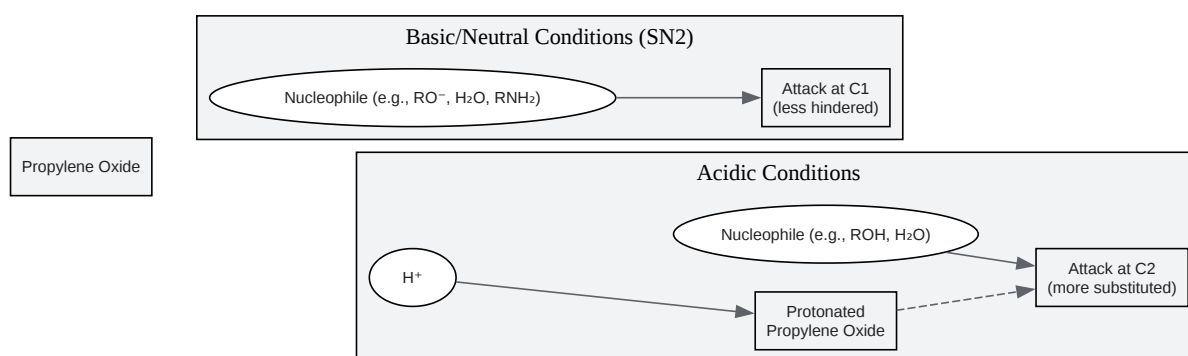 Basic/Neutral Conditions (SN2)
Nucleophile (e.g., RO⁻, H₂O, RNH₂)
Attack at C1
(less hindered)
Propylene Oxide
Acidic Conditions
Nucleophile (e.g., ROH, H₂O)
H⁺
Attack at C2
(more substituted)
Protonated
Propylene Oxide